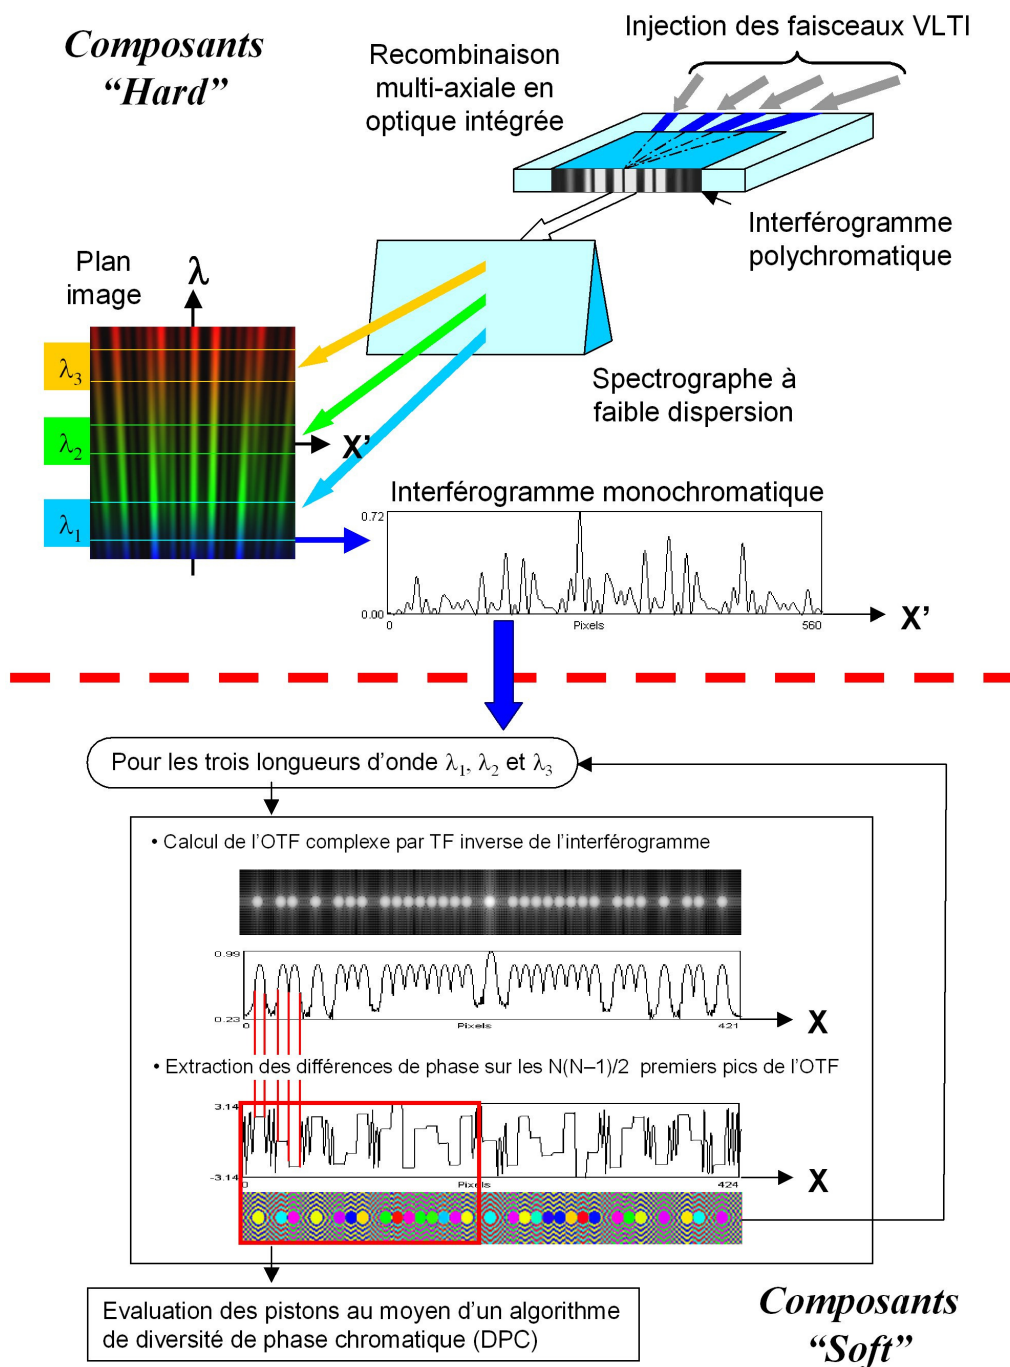 Composants
“Hard”
Injection des faisceaux VLTI
Recombinaison
multi-axiale en
optique intégrée
Interférogramme
polychromatique
Plan
image
λ
λ3
λ2
λ1
X’
Spectrographe à
faible dispersion
Interférogramme monochromatique
0.72
0.00
0
Pixels
560
X’
Pour les trois longueurs d’onde λ1, λ2 et λ3
• Calcul de l’OTF complexe par TF inverse de l’interférogramme
0.99
0.23
0
Pixels
421
X
• Extraction des différences de phase sur les N(N–1)/2 premiers pics de l’OTF
3.14
-3.14
0
Pixels
424
X
Evaluation des pistons au moyen d’un algorithme
de diversité de phase chromatique (DPC)
Composants
“Soft”